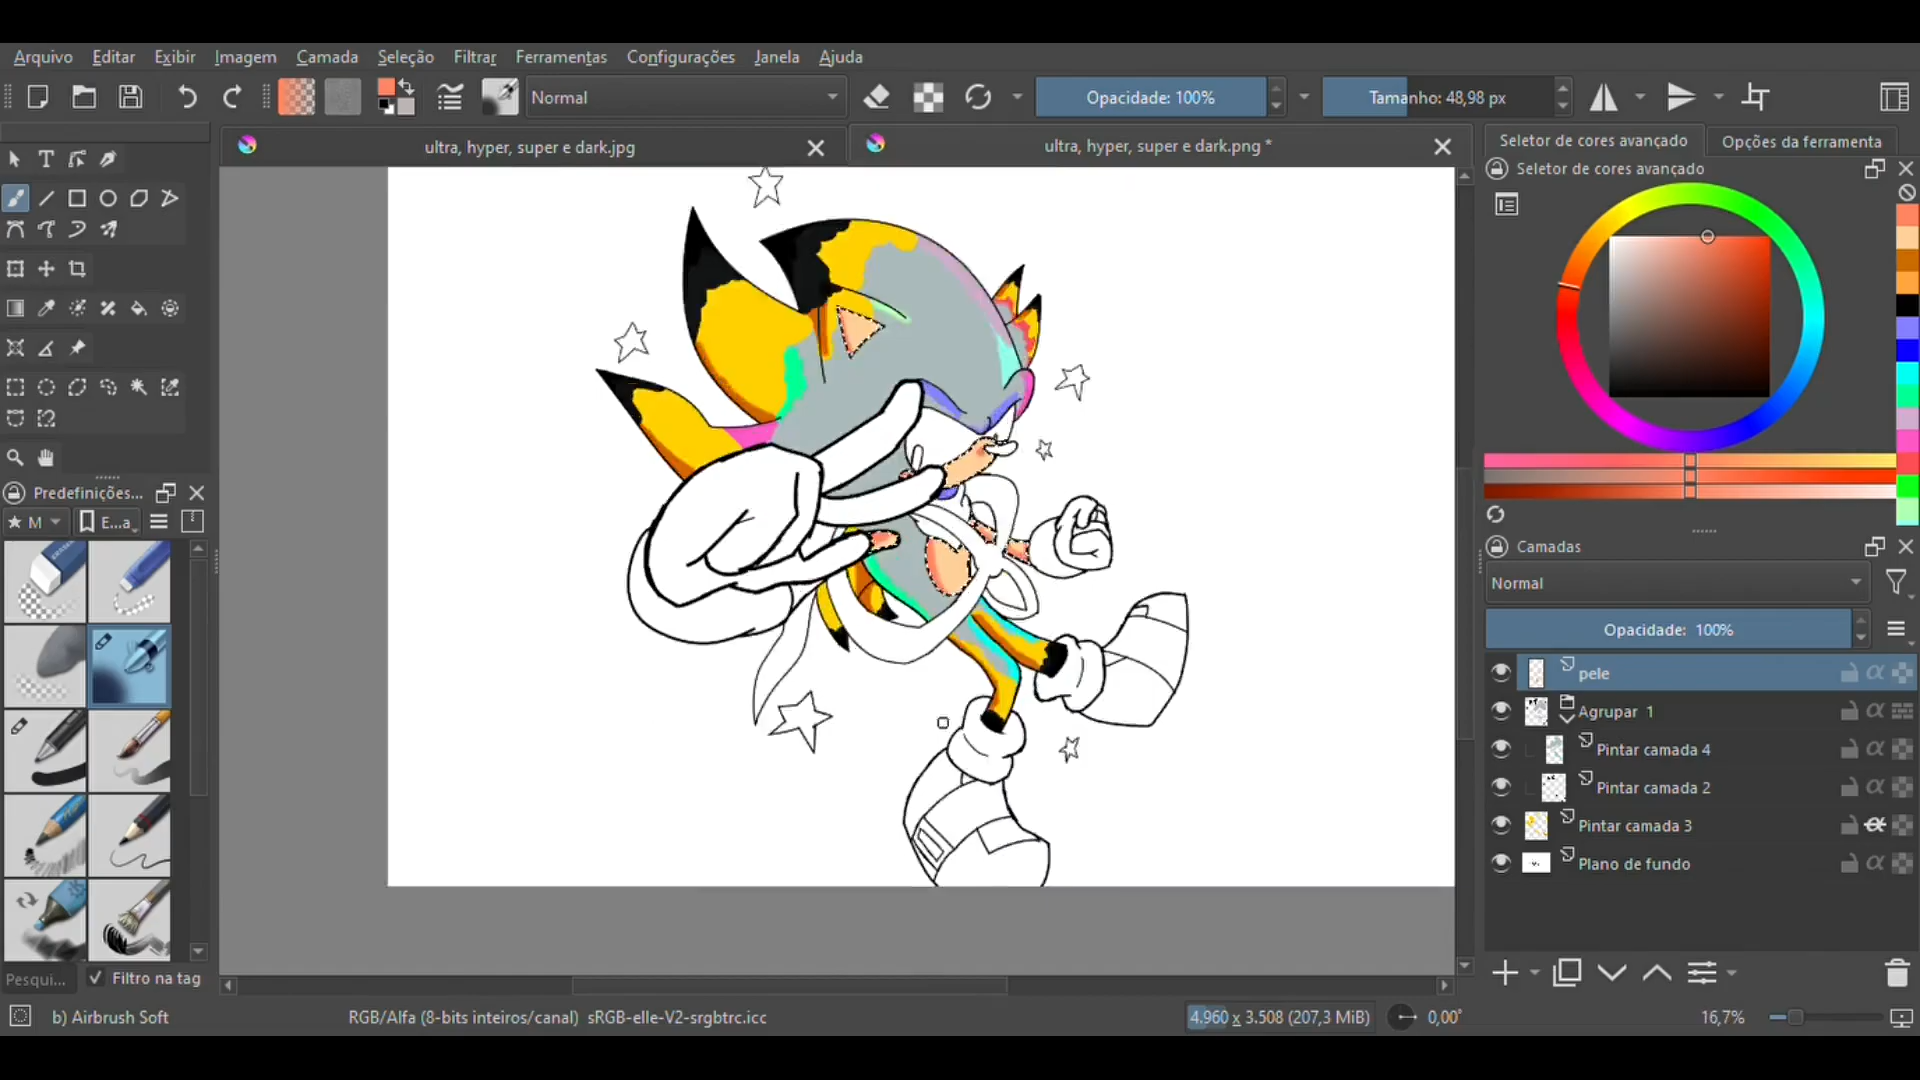 Arquivo Editar Exibir Imagem Camada Seleção Filtrar Ferramentas Configurações Janela Ajuda
Normal
Opacidade: 100%
Tamanho: 48,98 px
ultra, hyper, super e dark.jpg
ultra, hyper, super e dark.png *
Seletor de cores avançado
Opções da ferramenta
Seletor de cores avançado
Predefinições...
M
E...a
Pesqui...
Filtro na tag
Camadas
Normal
Opacidade: 100%
pele
Agrupar 1
Pintar camada 4
Pintar camada 2
Pintar camada 3
Plano de fundo
b) Airbrush Soft
RGB/Alfa (8-bits inteiros/canal) sRGB-elle-V2-srgbtrc.icc
4.960 x 3.508 (207,3 MiB)
0,00°
16,7%